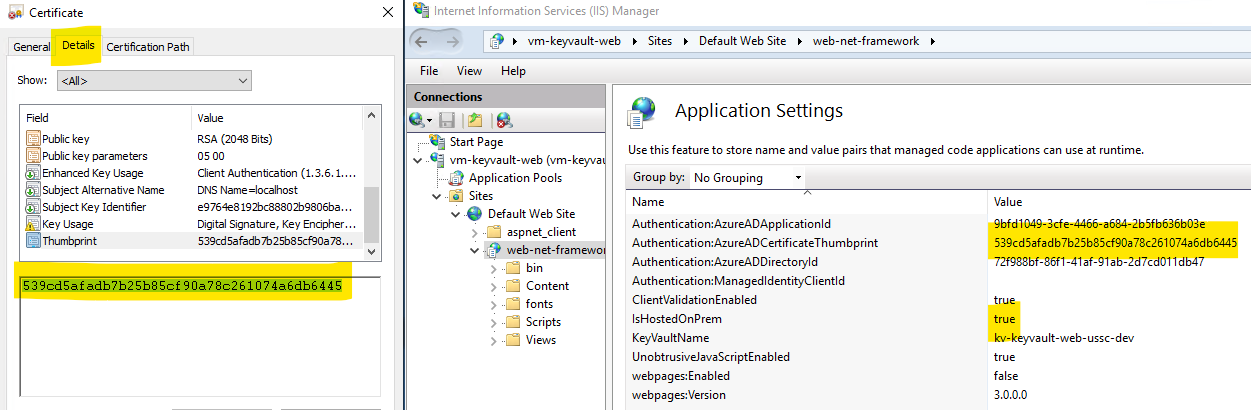 Certificate
General
Details
Certification Path
Show:
<All>
Field Value
Public key RSA (2048 Bits)
Public key parameters 05 00
Enhanced Key Usage Client Authentication (1.3.6.1....
Subject Alternative Name DNS Name=localhost
Subject Key Identifier e9764e8192bc88802b9806ba...
Key Usage Digital Signature, Key Encipher...
Thumbprint 539cd5afadb7b25b85cf90a78...
539cd5afadb7b25b85cf90a78c261074a6db6445
Internet Information Services (IIS) Manager
vm-keyvault-web Sites Default Web Site web-net-framework
File View Help
Connections
Start Page
vm-keyvault-web (vm-keyvau
Application Pools
Sites
Default Web Site
aspnet_client
web-net-framewor
bin
Content
fonts
Scripts
Views
Application Settings
Use this feature to store name and value pairs that managed code applications can use at runtime.
Group by: No Grouping
Name Value
Authentication:AzureADApplicationId 9bfd1049-3cfe-4466-a684-2b5fb636b03e
Authentication:AzureADCertificateThumbprint 539cd5afadb7b25b85cf90a78c261074a6db6445
Authentication:AzureADDirectoryId 72f988bf-86f1-41af-91ab-2d7cd011db47
Authentication:ManagedIdentityClientId
ClientValidationEnabled true
IsHostedOnPrem true
KeyVaultName kv-keyvault-web-ussc-dev
UnobtrusiveJavaScriptEnabled true
webpages:Enabled false
webpages:Version 3.0.0.0